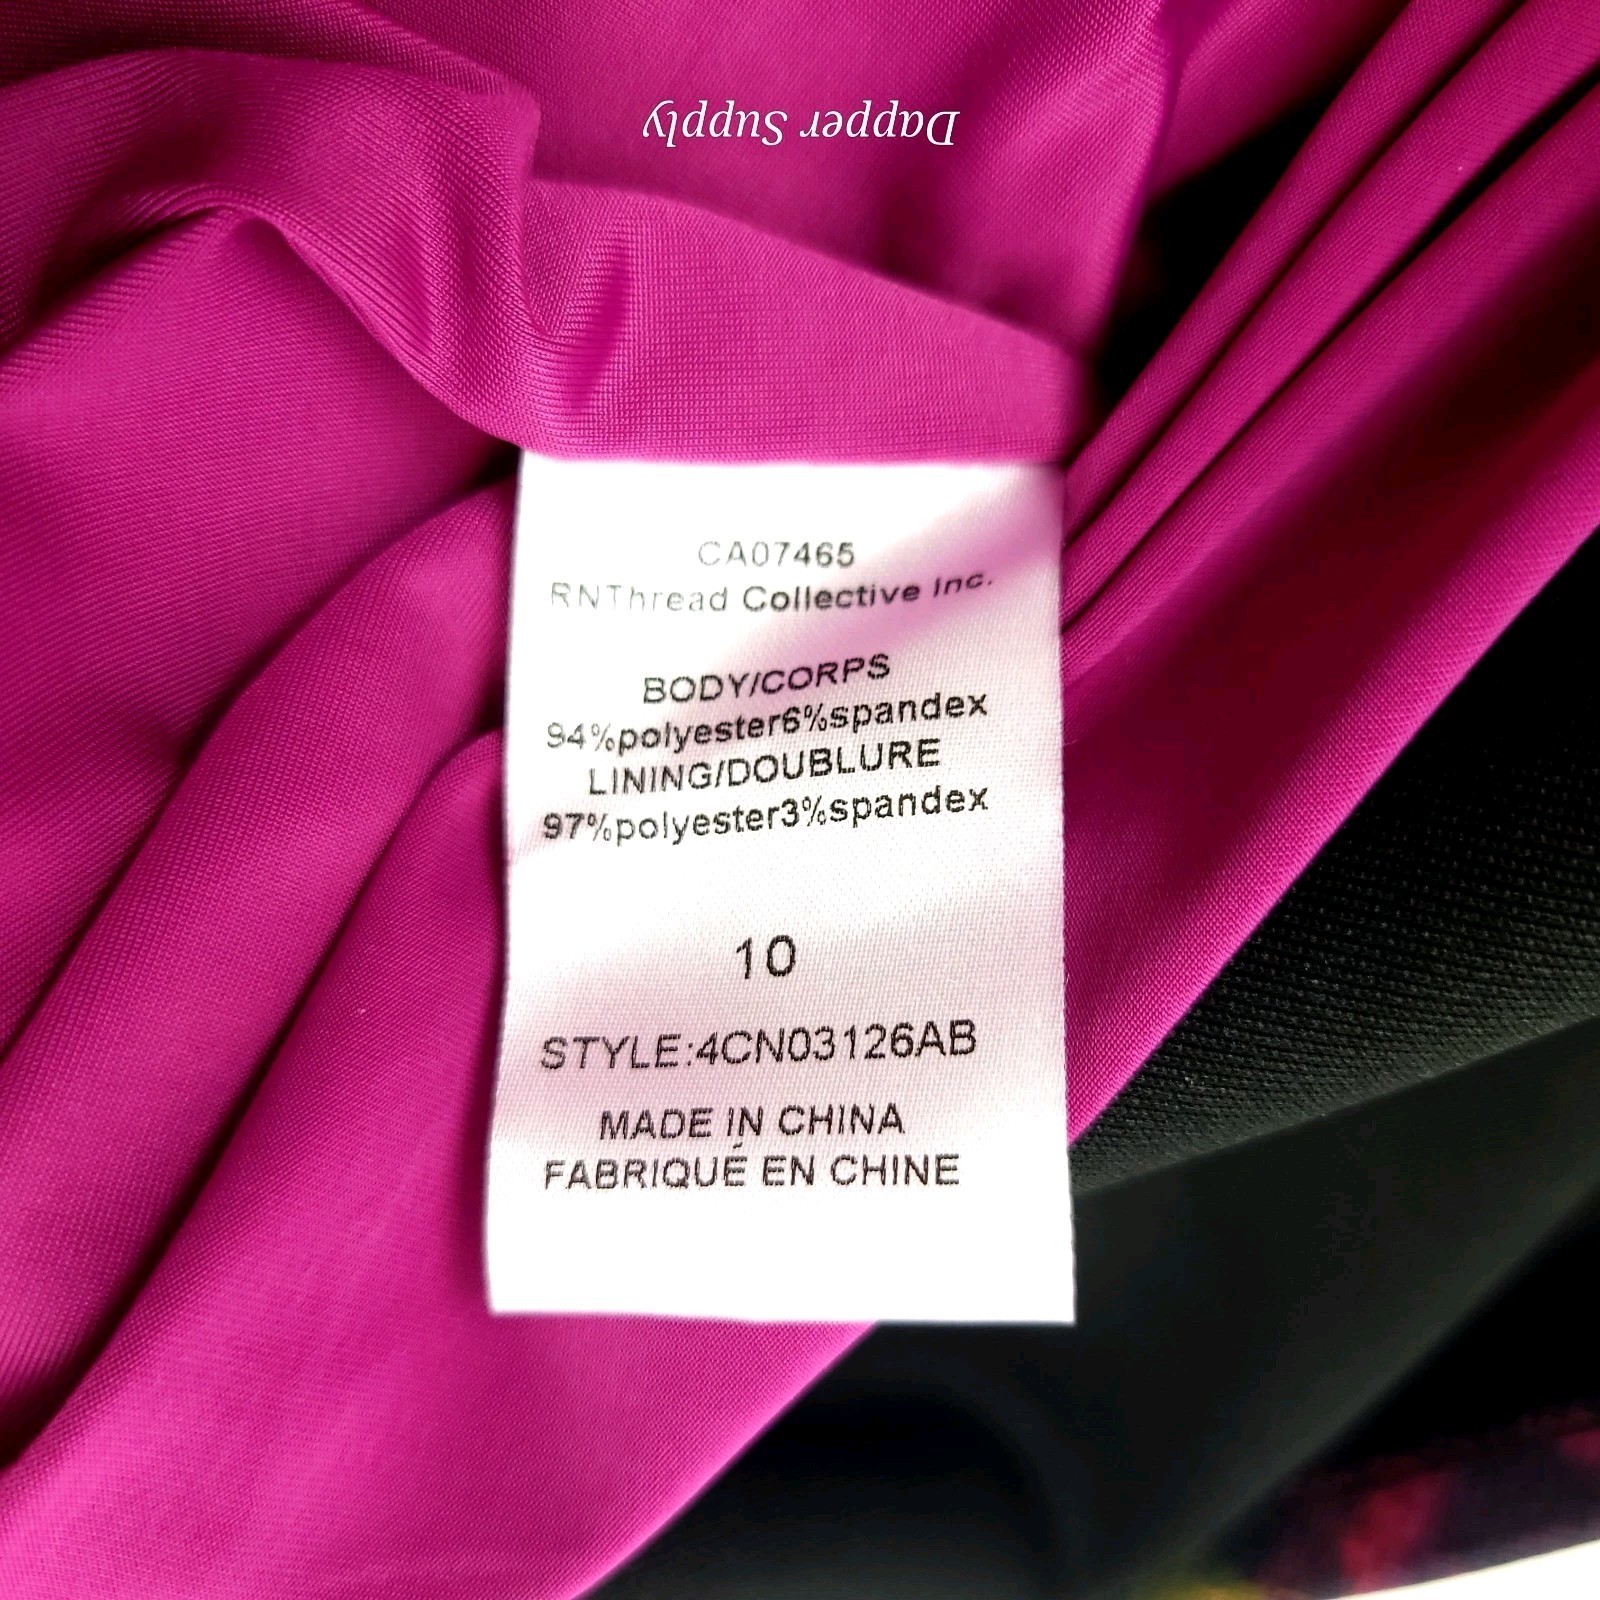 Dapper Supply
CA07465
RNThread Collective Inc.
BODY/CORPS
94%polyester6%spandex
LINING/DOUBLURE
97%polyester3%spandex
10
STYLE:4CN03126AB
MADE IN CHINA
FABRIQUÉ EN CHINE